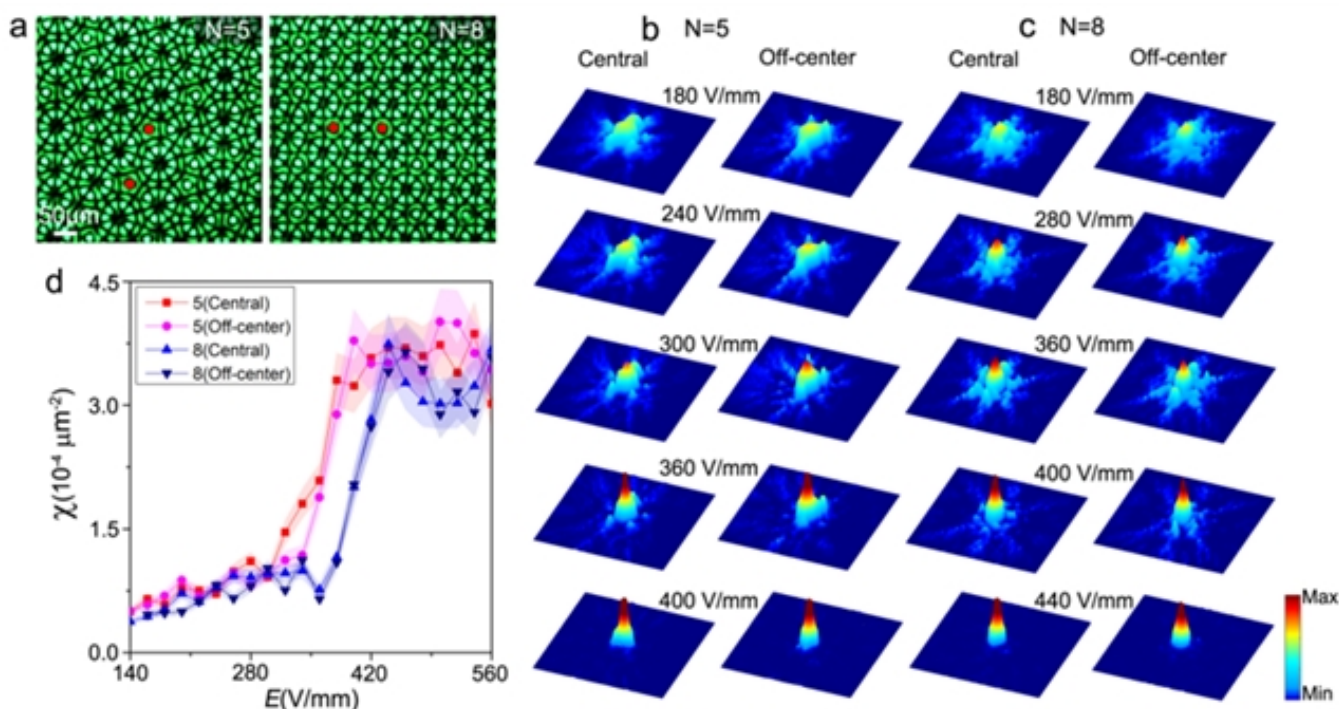 a
N=5
N=8
50μm
b N=5
Central
Off-center
c N=8
Central
Off-center
180 V/mm
180 V/mm
240 V/mm
280 V/mm
300 V/mm
360 V/mm
360 V/mm
400 V/mm
400 V/mm
440 V/mm
Max
Min
d
5(Central)
5(Off-center)
8(Central)
8(Off-center)
4.5
3.0
1.5
0.0
χ(10⁻⁴ μm⁻²)
140
280
420
560
E(V/mm)